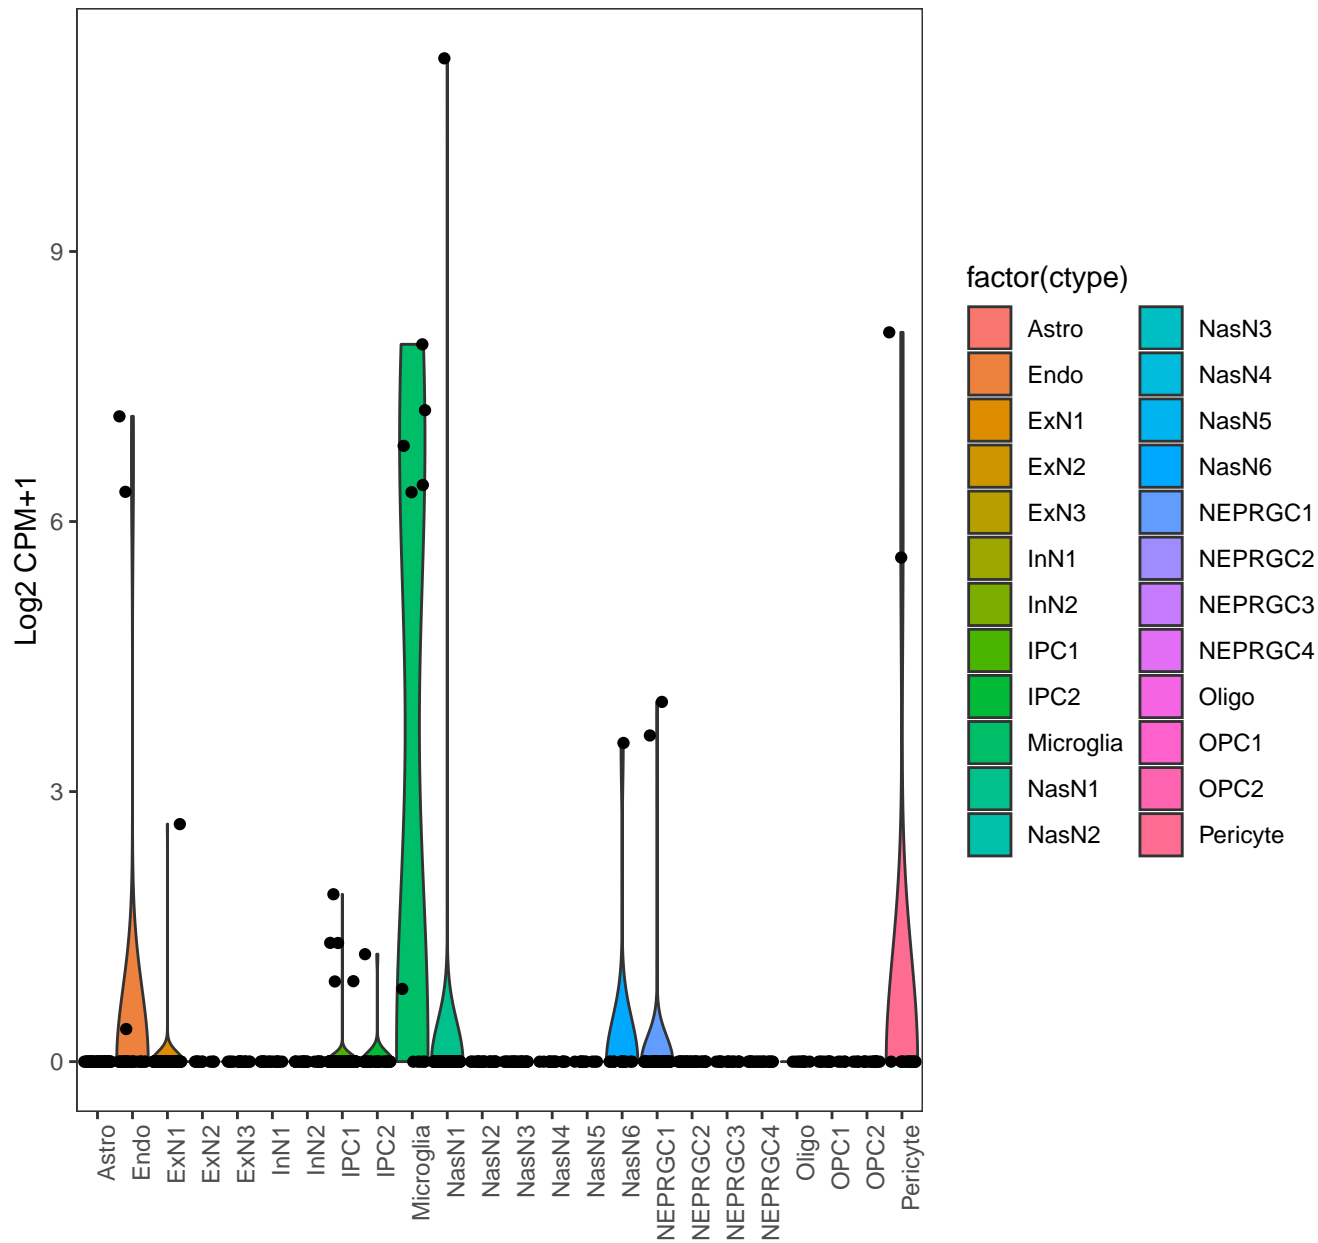 Log2 CPM+1
9
6
3
0
Astro
Endo
ExN1
ExN2
ExN3
InN1
InN2
IPC1
IPC2
Microglia
NasN1
NasN2
NasN3
NasN4
NasN5
NasN6
NEPRGC1
NEPRGC2
NEPRGC3
NEPRGC4
Oligo
OPC1
OPC2
Pericyte
factor(ctype)
Astro
Endo
ExN1
ExN2
ExN3
InN1
InN2
IPC1
IPC2
Microglia
NasN1
NasN2
NasN3
NasN4
NasN5
NasN6
NEPRGC1
NEPRGC2
NEPRGC3
NEPRGC4
Oligo
OPC1
OPC2
Pericyte